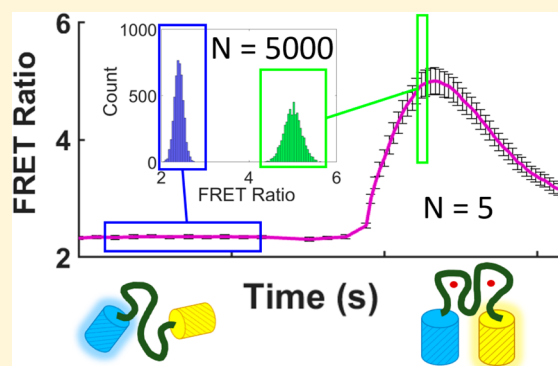 6
FRET Ratio
4
2
1000
Count
500
0
2
4
6
FRET Ratio
N = 5000
N = 5
Time (s)